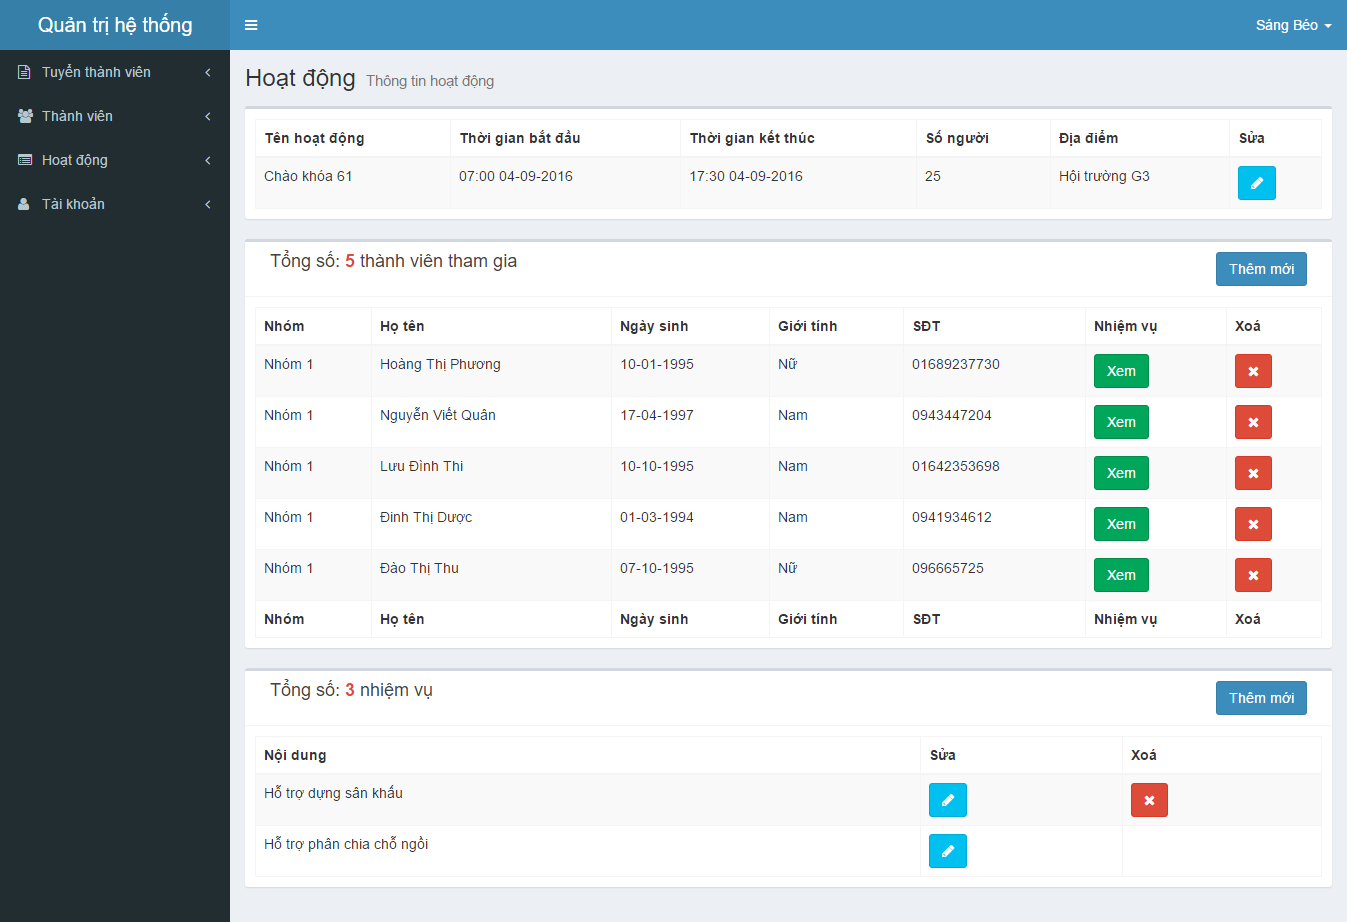 Quản trị hệ thống
Sáng Béo
Tuyển thành viên
Thành viên
Hoạt động
Tài khoản
Hoạt động Thông tin hoạt động
Tên hoạt động Thời gian bắt đầu Thời gian kết thúc Số người Địa điểm Sửa
Chào khóa 61 07:00 04-09-2016 17:30 04-09-2016 25 Hội trường G3
Tổng số: 5 thành viên tham gia Thêm mới
Nhóm Họ tên Ngày sinh Giới tính SĐT Nhiệm vụ Xoá
Nhóm 1 Hoàng Thị Phương 10-01-1995 Nữ 01689237730 Xem
Nhóm 1 Nguyễn Viết Quân 17-04-1997 Nam 0943447204 Xem
Nhóm 1 Lưu Đình Thi 10-10-1995 Nam 01642353698 Xem
Nhóm 1 Đinh Thị Dược 01-03-1994 Nam 0941934612 Xem
Nhóm 1 Đào Thị Thu 07-10-1995 Nữ 096665725 Xem
Nhóm Họ tên Ngày sinh Giới tính SĐT Nhiệm vụ Xoá
Tổng số: 3 nhiệm vụ Thêm mới
Nội dung Sửa Xoá
Hỗ trợ dựng sân khấu
Hỗ trợ phân chia chỗ ngồi